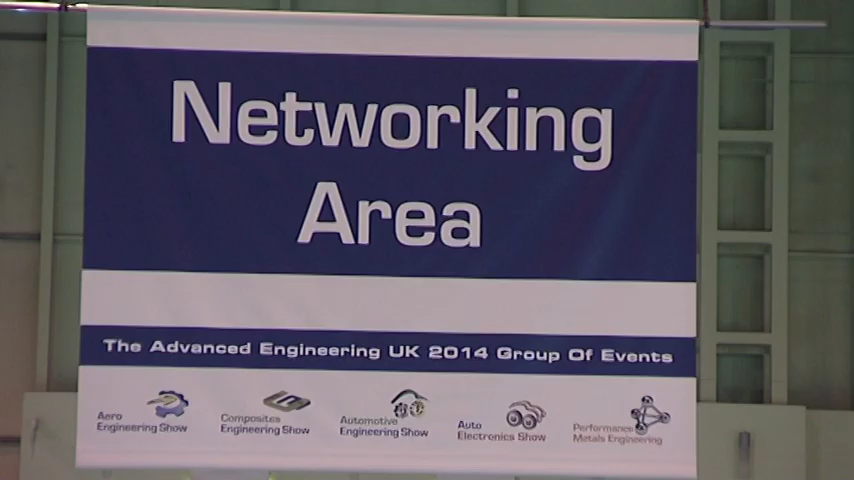 Networking
Area
The Advanced Engineering UK 2014 Group Of Events
Aero
Engineering Show
Composites
Engineering Show
Automotive
Engineering Show
Auto
Electronics Show
Performance
Metals Engineering